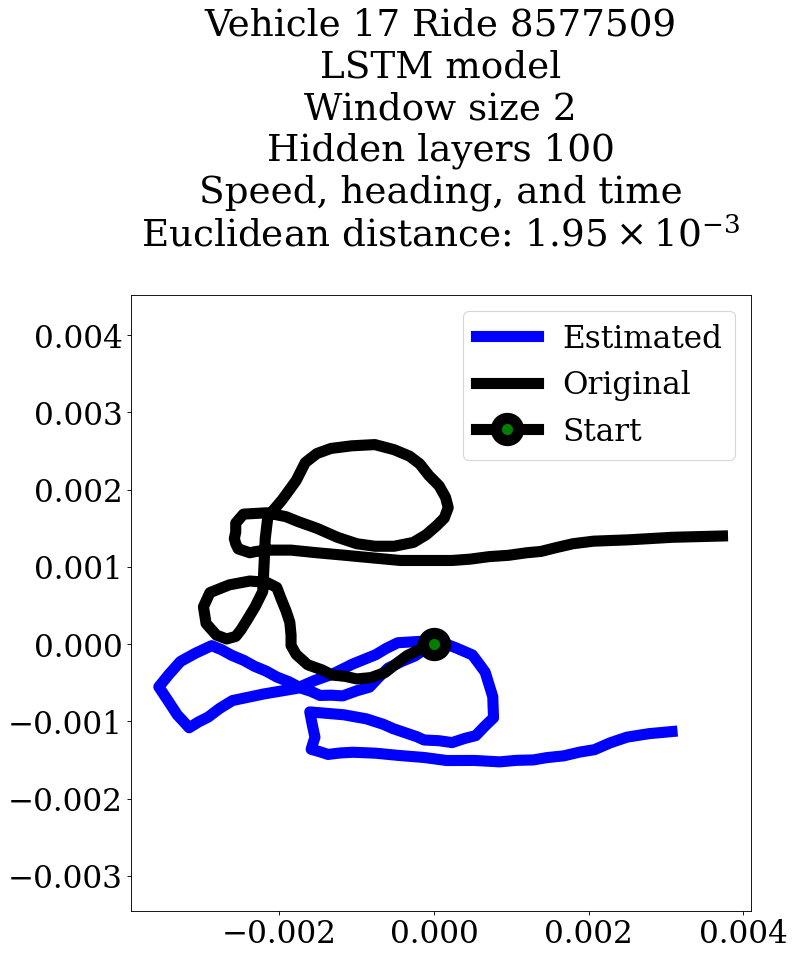 Vehicle 17 Ride 8577509
LSTM model
Window size 2
Hidden layers 100
Speed, heading, and time
Euclidean distance: 1.95 × 10⁻³
Estimated
Original
Start
0.004
0.003
0.002
0.001
0.000
−0.001
−0.002
−0.003
−0.002 0.000 0.002 0.004